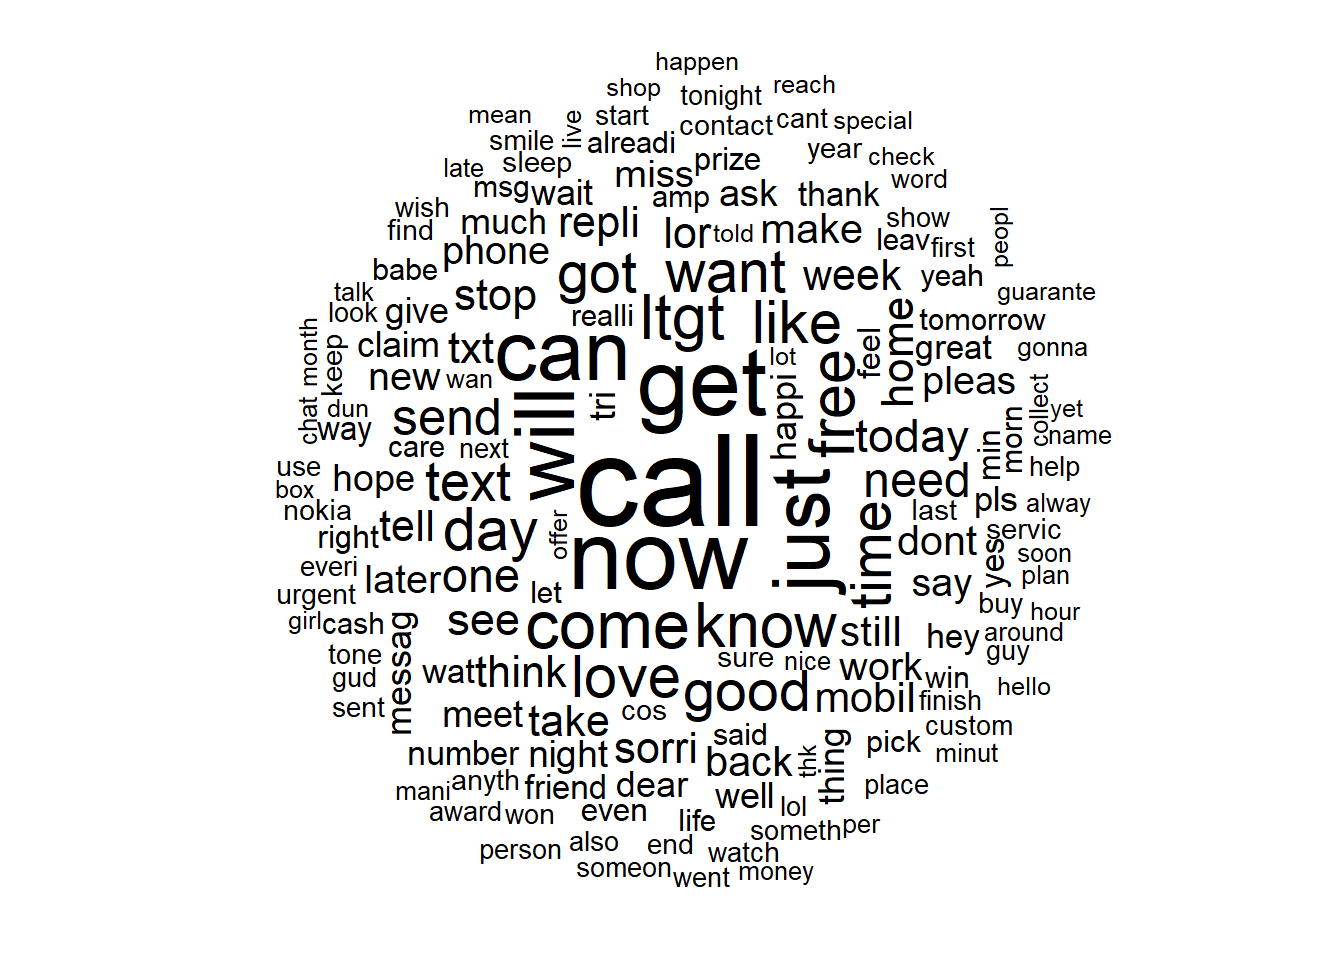 happen
shop
reach
tonight
mean
live
start
contact
cant
special
smile
alreadi
year
check
late
sleep
miss
prize
word
msg
wait
amp
ask
thank
wish
much
repli
lor
told
make
show
peopl
find
phone
leav
first
babe
got
want
week
yeah
talk
stop
guarante
look
give
realli
ltgt
like
home
tomorrow
month
keep
claim
txt
can
get
lot
feel
great
gonna
new
wan
happi
free
pleas
chat
dun
way
send
will
tri
today
min
morn
collect
yet
name
care
next
use
box
hope
text
call
just
need
help
nokia
pls
alway
right
tell
day
offer
now
time
last
dont
servic
yes
soon
everi
later
one
let
say
plan
urgent
buy
hour
girl
cash
messag
see
come
know
still
hey
around
tone
guy
gud
wat
think
love
sure
nice
work
win
hello
sent
good
mobil
finish
meet
take
cos
custom
number
night
sorri
said
back
thk
thing
pick
minut
mani
anyth
friend
dear
well
lol
place
award
won
even
life
someth
per
person
also
end
watch
someon
went
money